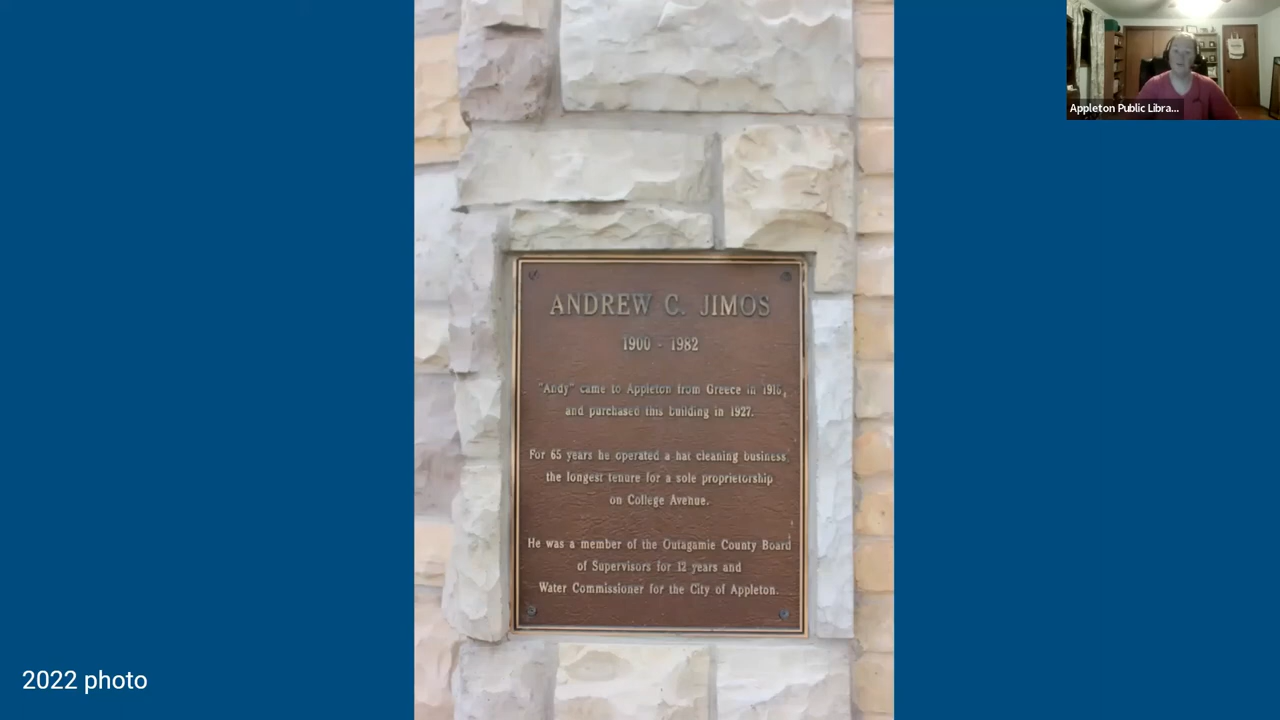 Appleton Public Libra...
ANDREW C. JIMOS
1900 - 1982
"Andy" came to Appleton from Greece in 1916,
and purchased this building in 1927.
For 65 years he operated a hat cleaning business,
the longest tenure for a sole proprietorship
on College Avenue.
He was a member of the Outagamie County Board
of Supervisors for 12 years and
Water Commissioner for the City of Appleton.
2022 photo